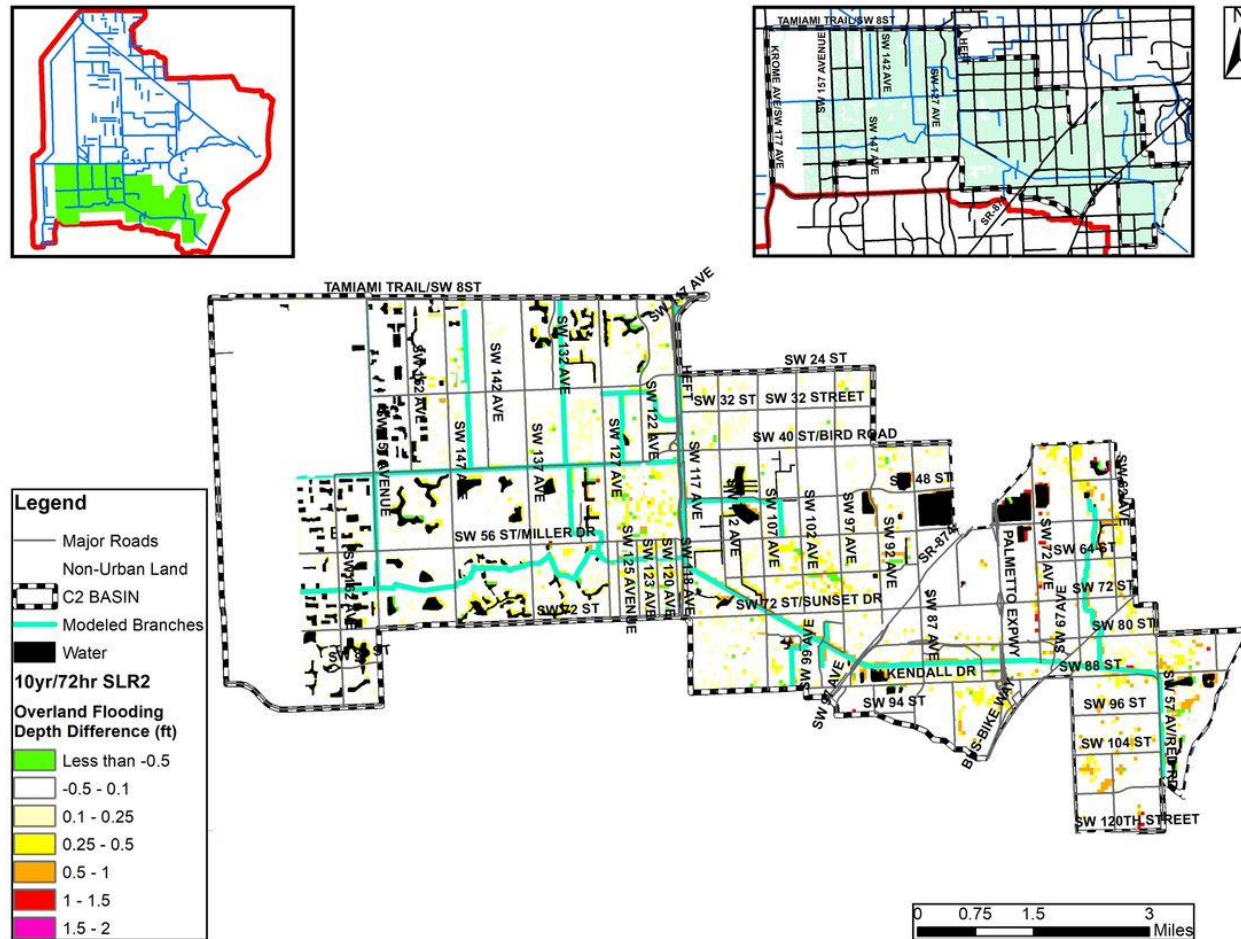 TAMIAMI TRAIL/SW 8ST
HEFT
KROME AVE/SW 177 AVE
SW 157 AVENUE
SW 142 AVE
SW 127 AVE
SW 147 AVE
SR-874
N
TAMIAMI TRAIL/SW 8ST
SW 132 AVE
SW 142 AVE
SW 152 AVE
HEFT
SW 24 ST
SW 122 AVE
SW 32 ST
SW 32 STREET
SW 40 ST/BIRD ROAD
SW 147 AVE
SW 137 AVE
SW 127 AVE
SW 117 AVE
SW 107 AVE
SW 102 AVE
SW 97 AVE
SW 92 AVE
48 ST
SR-874
PALMETTO EXPWY
SW 72 AVE
SW 64 ST
SW 56 ST/MILLER DR
SW 125 AVENUE
SW 123 AVE
SW 120 AVE
SW 118 AVE
SW 72 ST
SW 72 ST
SW 72 ST/SUNSET DR
SW 87 AVE
SW 80 ST
SW 88 ST
KENDALL DR
SW 94 ST
SW 96 ST
SW 57 AV/RED RD
SW 104 ST
SW 120TH STREET
Legend
Major Roads
Non-Urban Land
C2 BASIN
Modeled Branches
Water
10yr/72hr SLR2
Overland Flooding
Depth Difference (ft)
Less than -0.5
-0.5 - 0.1
0.1 - 0.25
0.25 - 0.5
0.5 - 1
1 - 1.5
1.5 - 2
0 0.75 1.5 3
Miles